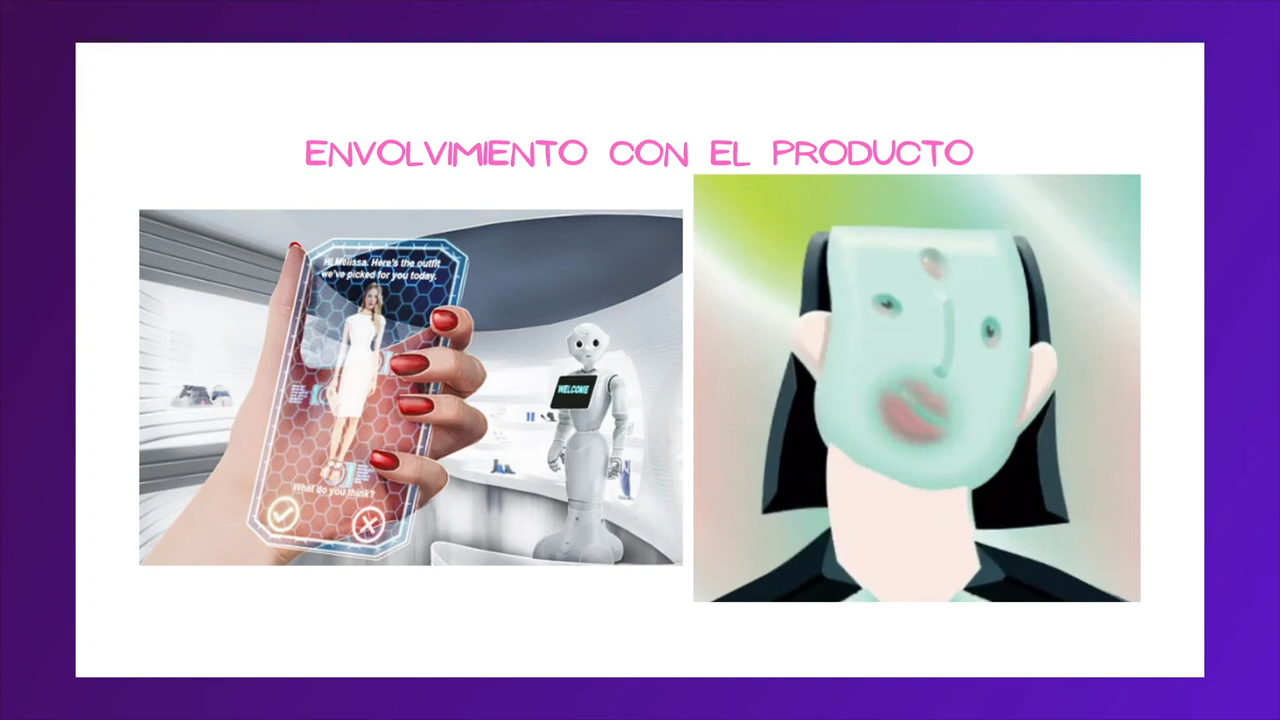 ENVOLVIMIENTO CON EL PRODUCTO
Hi Melissa. Here's the outfit
we've picked for you today.
WELCOME
What do you think?